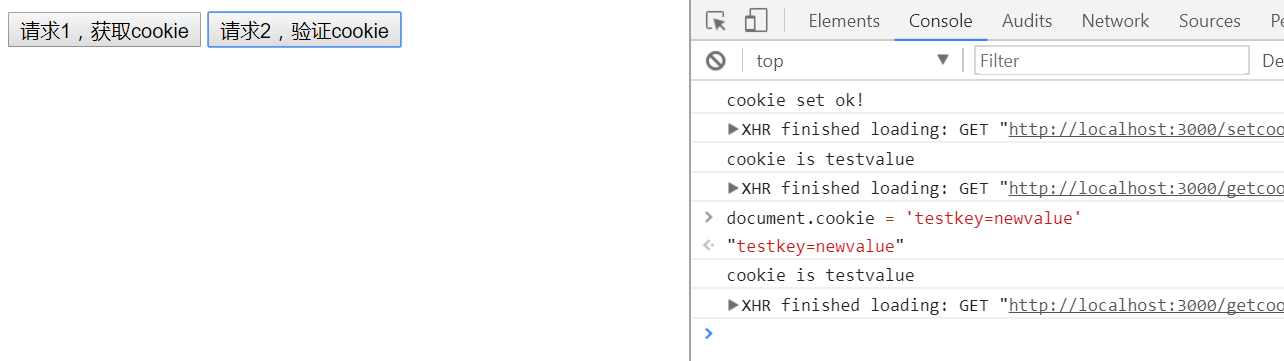 请求1，获取cookie 请求2，验证cookie
Elements Console Audits Network Sources Pe
top Filter De
cookie set ok!
XHR finished loading: GET "http://localhost:3000/setcoo
cookie is testvalue
XHR finished loading: GET "http://localhost:3000/getcoo
document.cookie = 'testkey=newvalue'
"testkey=newvalue"
cookie is testvalue
XHR finished loading: GET "http://localhost:3000/getcoo